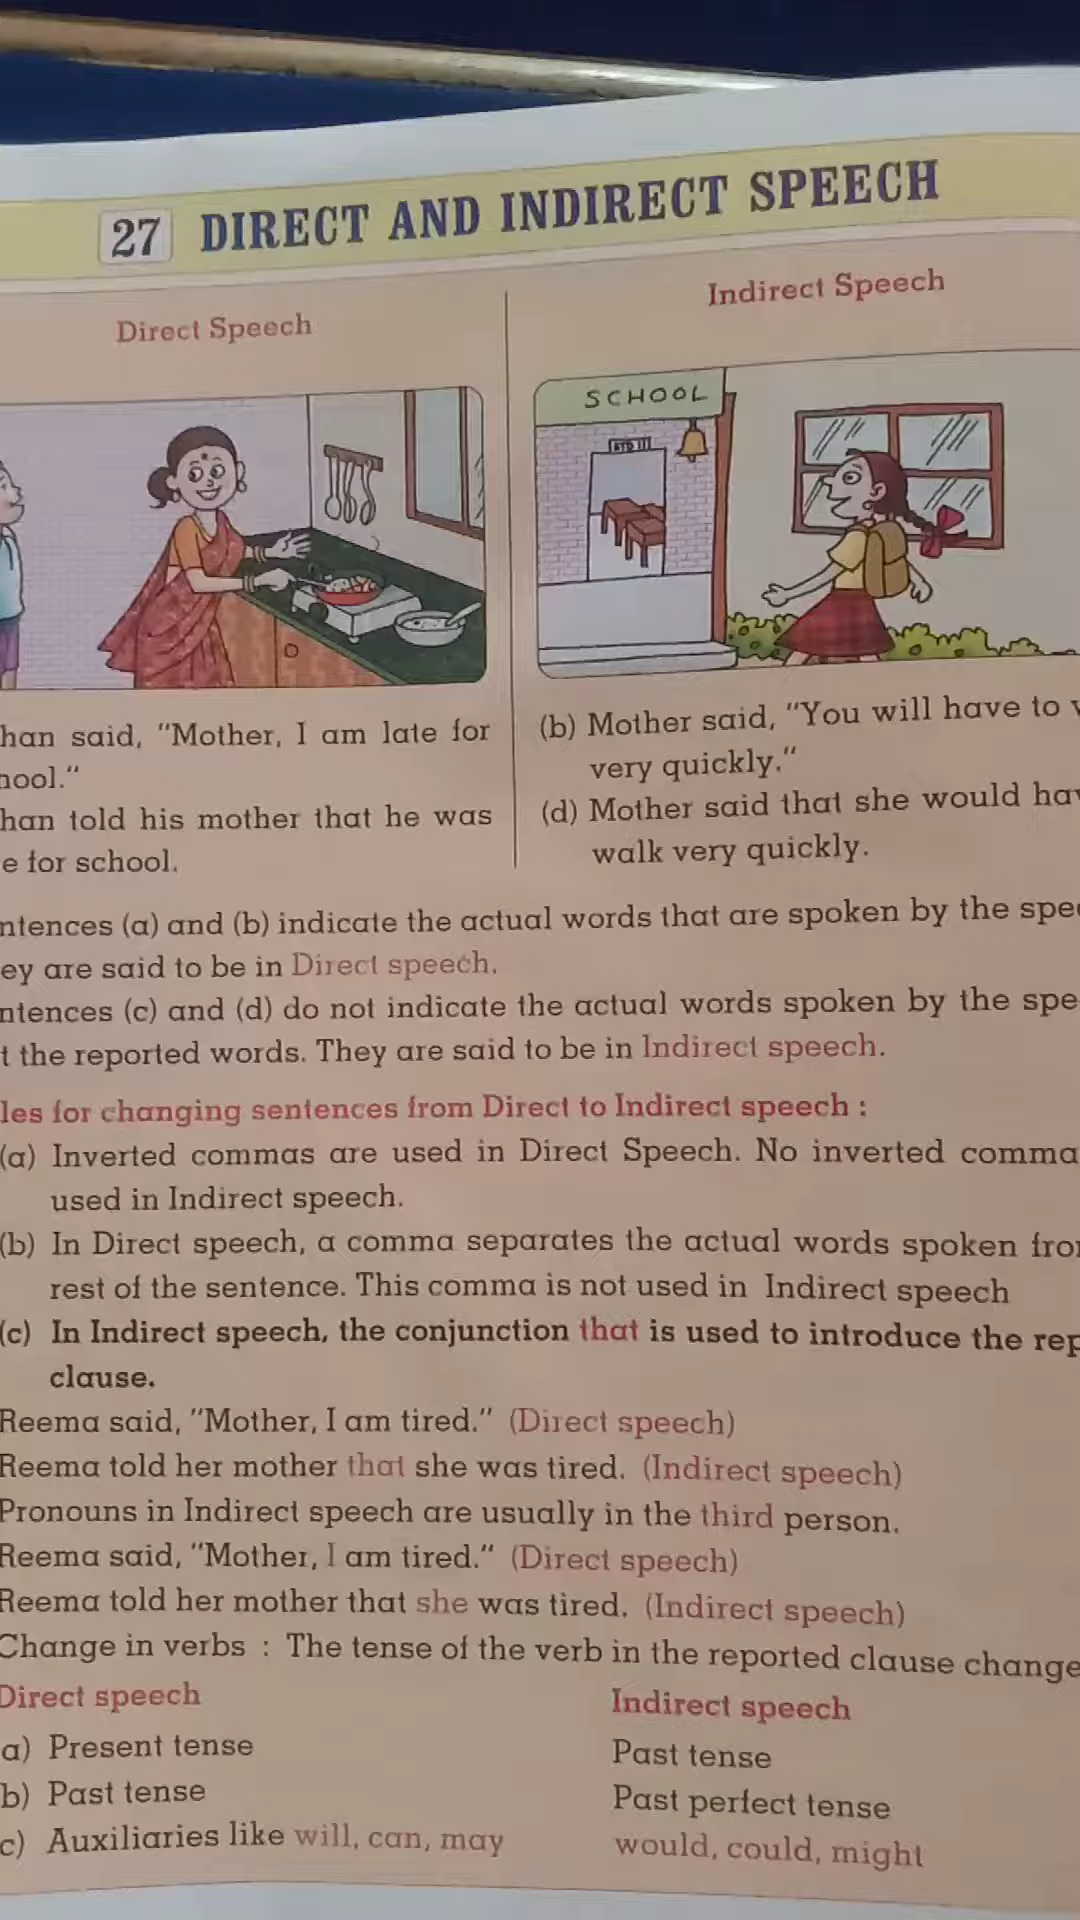 27 DIRECT AND INDIRECT SPEECH
Direct Speech
Indirect Speech
SCHOOL
han said, "Mother, I am late for
hool."
han told his mother that he was
e for school.
(b) Mother said, "You will have to
very quickly."
(d) Mother said that she would hav
walk very quickly.
ntences (a) and (b) indicate the actual words that are spoken by the spe
ey are said to be in Direct speech.
ntences (c) and (d) do not indicate the actual words spoken by the spe
t the reported words. They are said to be in Indirect speech.
les for changing sentences from Direct to Indirect speech :
(a) Inverted commas are used in Direct Speech. No inverted comma
used in Indirect speech.
(b) In Direct speech, a comma separates the actual words spoken from
rest of the sentence. This comma is not used in Indirect speech
(c) In Indirect speech, the conjunction that is used to introduce the rep
clause.
Reema said, "Mother, I am tired." (Direct speech)
Reema told her mother that she was tired. (Indirect speech)
Pronouns in Indirect speech are usually in the third person.
Reema said, "Mother, I am tired." (Direct speech)
Reema told her mother that she was tired. (Indirect speech)
Change in verbs : The tense of the verb in the reported clause change
Direct speech
Indirect speech
a) Present tense
Past tense
b) Past tense
Past perfect tense
c) Auxiliaries like will, can, may
would, could, might